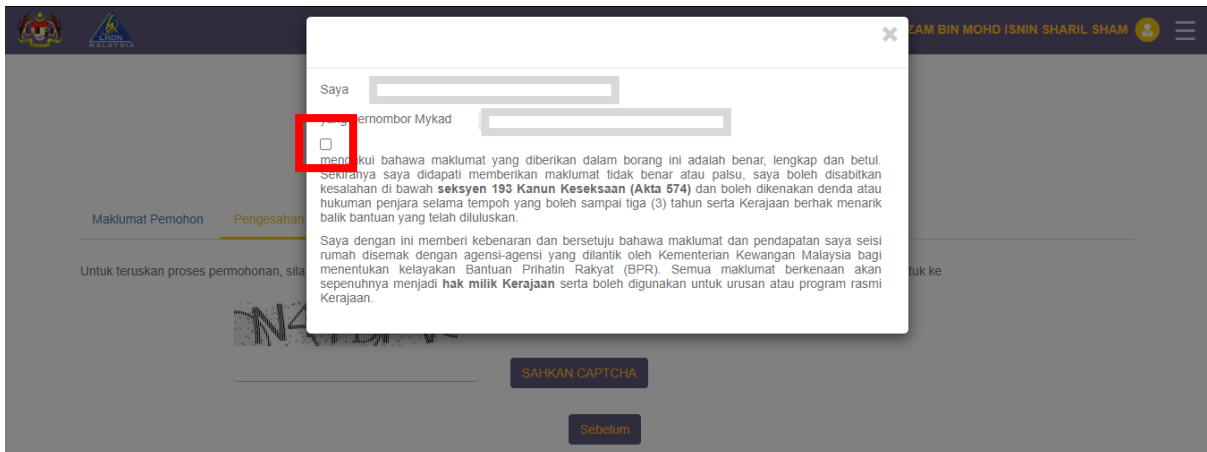 LHDN
MALAYSIA
ZAM BIN MOHD ISNIN SHARIL SHAM
Saya
yang bernombor Mykad
mengakui bahawa maklumat yang diberikan dalam borang ini adalah benar, lengkap dan betul.
Sekiranya saya didapati memberikan maklumat tidak benar atau palsu, saya boleh disabitkan
kesalahan di bawah seksyen 193 Kanun Keseksaan (Akta 574) dan boleh dikenakan denda atau
hukuman penjara selama tempoh yang boleh sampai tiga (3) tahun serta Kerajaan berhak menarik
balik bantuan yang telah diluluskan.
Saya dengan ini memberi kebenaran dan bersetuju bahawa maklumat dan pendapatan saya seisi
rumah disemak dengan agensi-agensi yang dilantik oleh Kementerian Kewangan Malaysia bagi
menentukan kelayakan Bantuan Prihatin Rakyat (BPR). Semua maklumat berkenaan akan
sepenuhnya menjadi hak milik Kerajaan serta boleh digunakan untuk urusan atau program rasmi
Kerajaan.
Maklumat Pemohon Pengesahan
Untuk teruskan proses permohonan, sila tuk ke
SAHKAN CAPTCHA
Sebelum